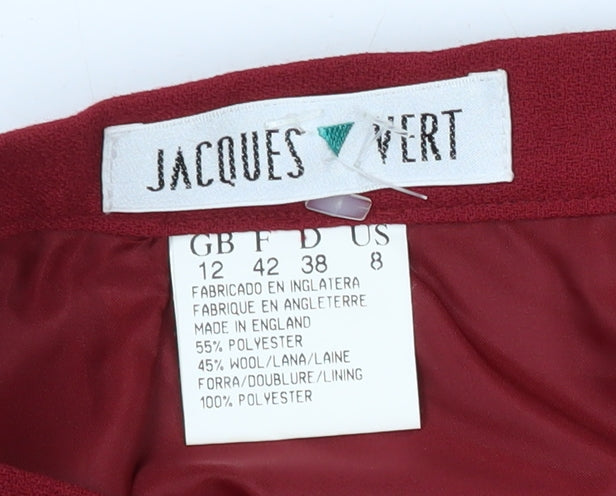 JACQUES VERT
GB F D US
12 42 38 8
FABRICADO EN INGLATERA
FABRIQUE EN ANGLETERRE
MADE IN ENGLAND
55% POLYESTER
45% WOOL/LANA/LAINE
FORRA/DOUBLURE/LINING
100% POLYESTER